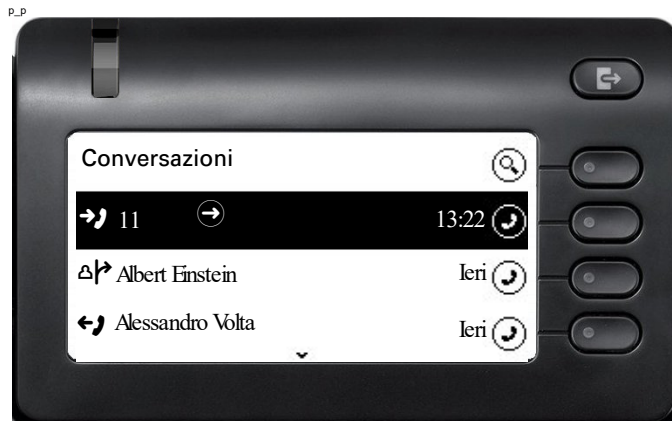 p_p
Conversazioni
11 13:22
Albert Einstein Ieri
Alessandro Volta Ieri